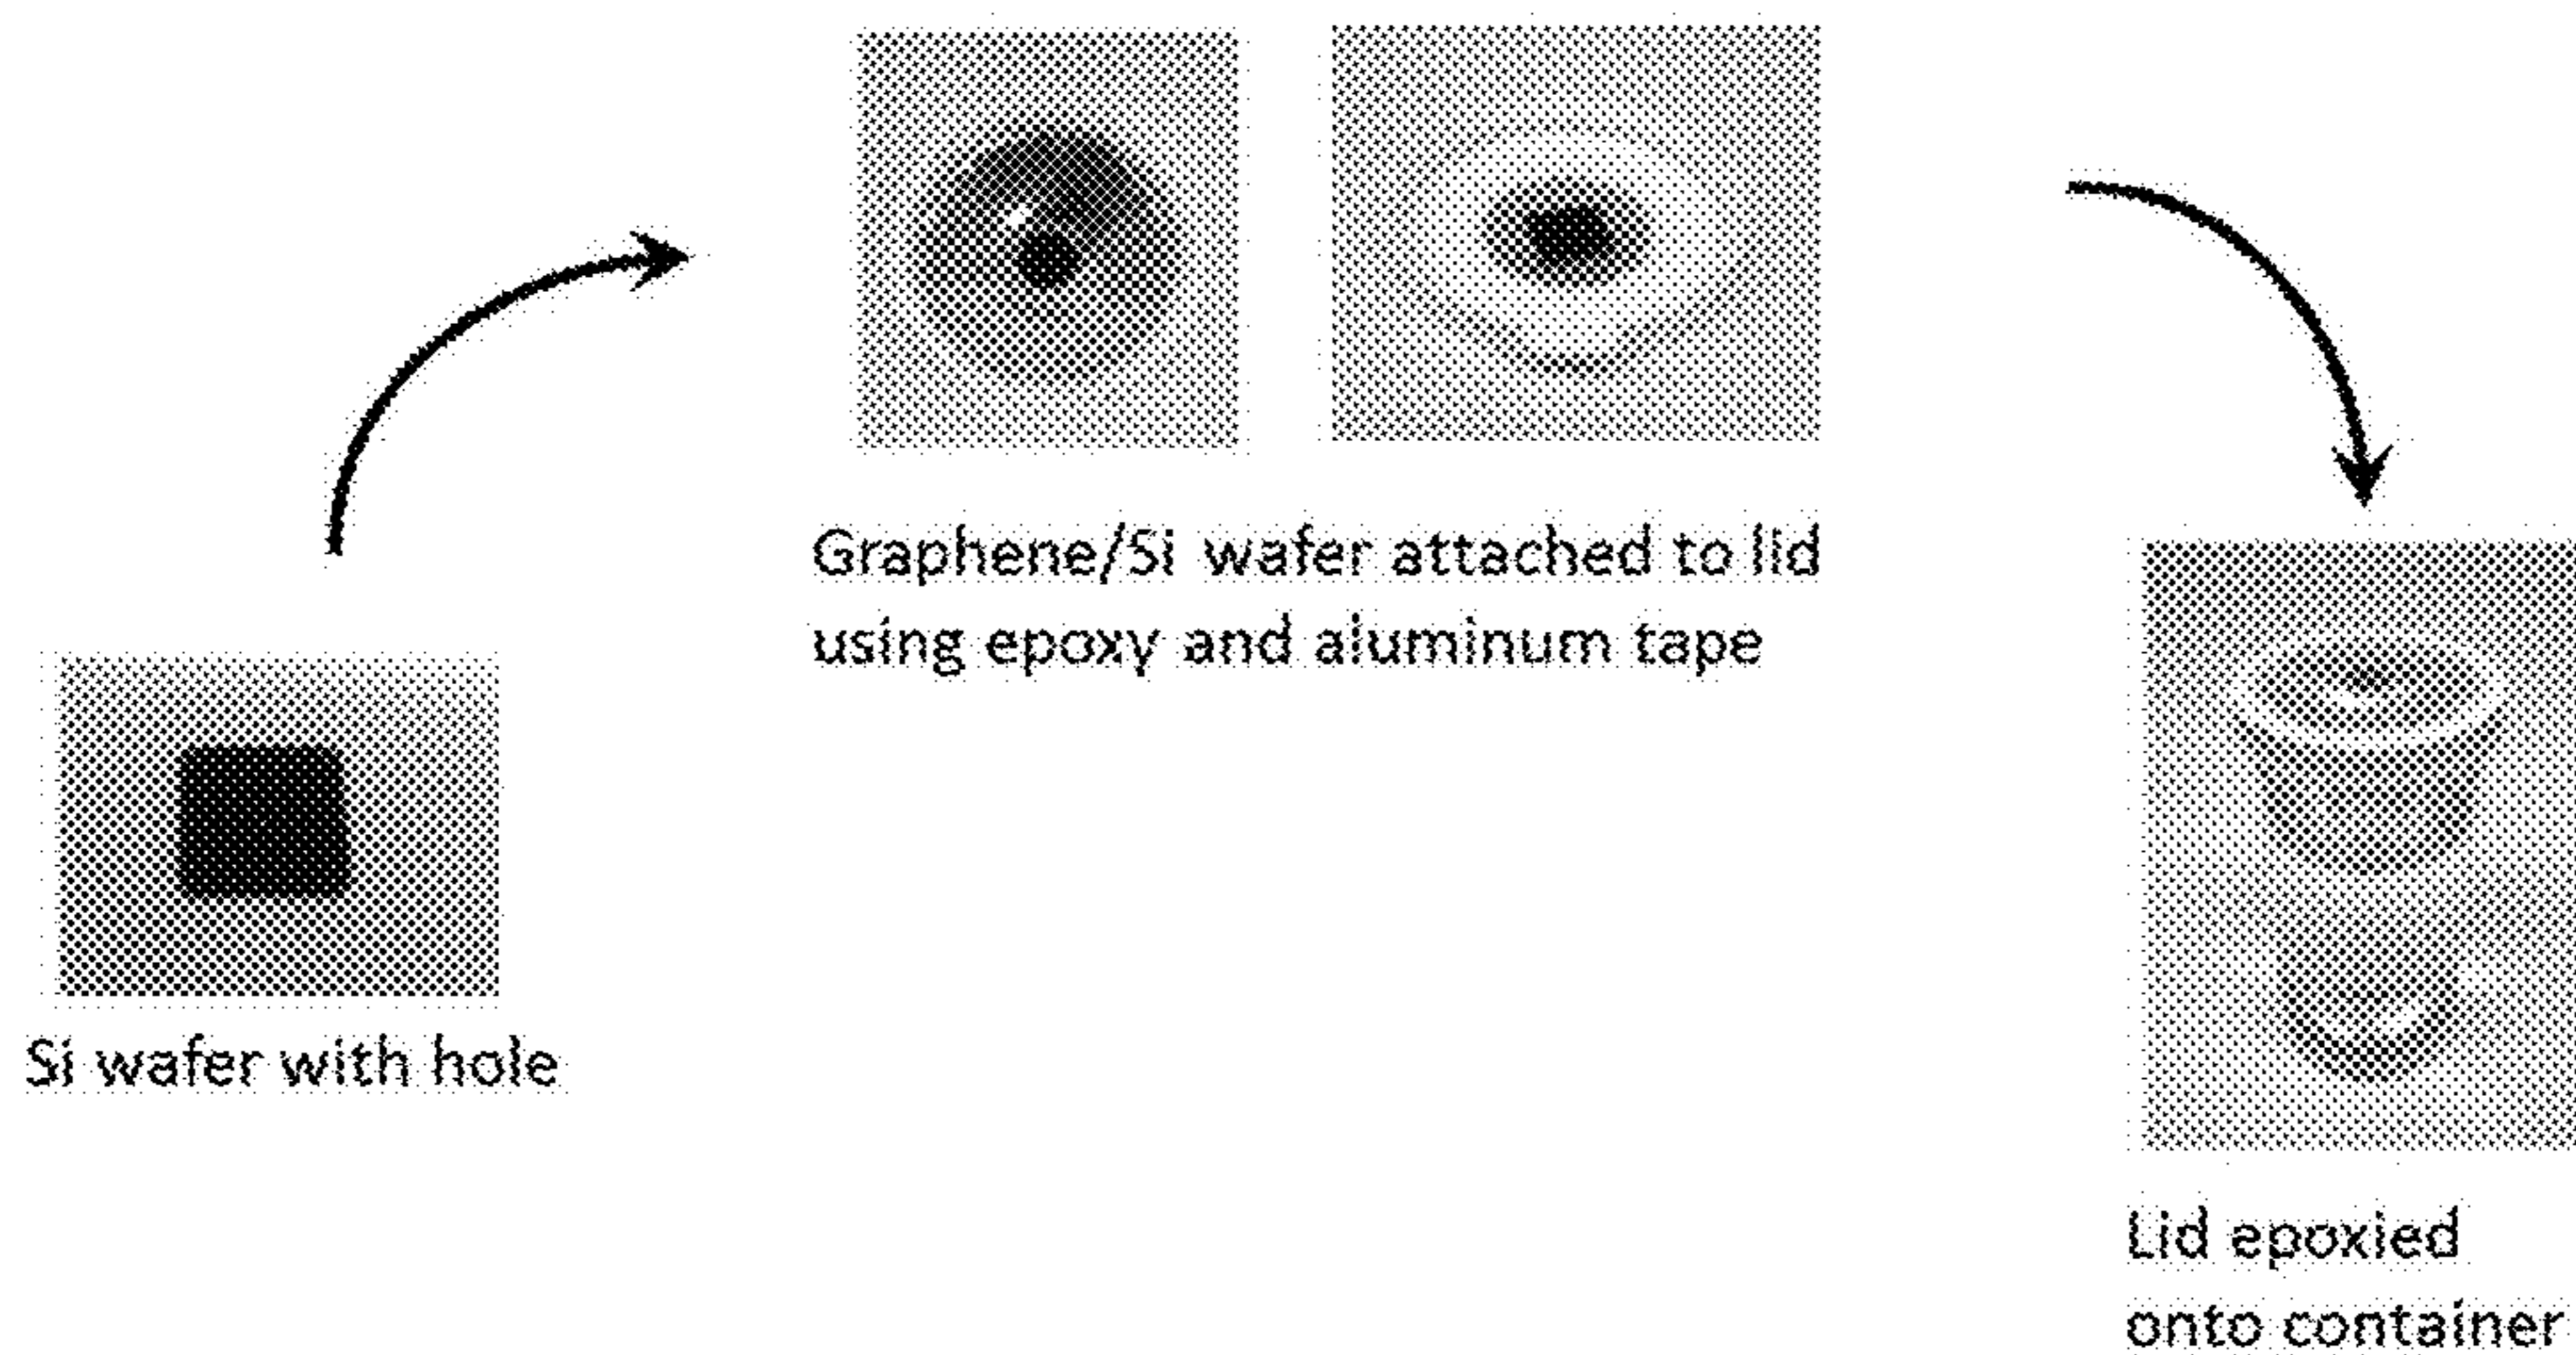 Graphene/Si wafer attached to lid
using epoxy and aluminum tape
Si wafer with hole
Lid epoxied
onto container